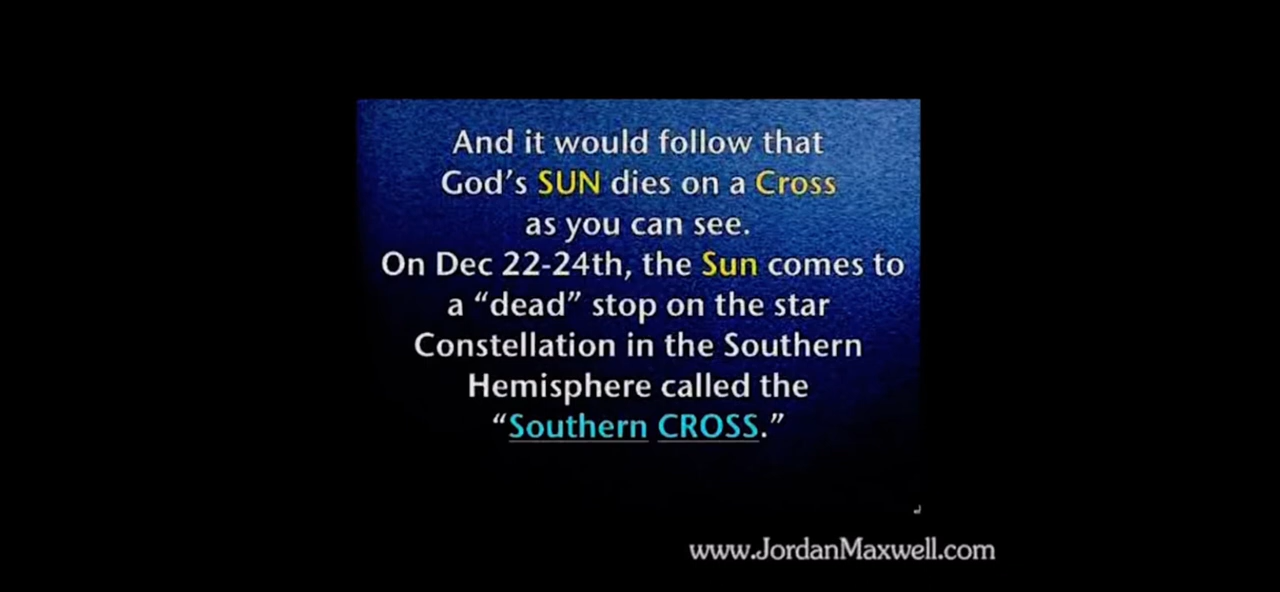 And it would follow that
God’s SUN dies on a Cross
as you can see.
On Dec 22-24th, the Sun comes to
a “dead” stop on the star
Constellation in the Southern
Hemisphere called the
“Southern CROSS.”
www.JordanMaxwell.com